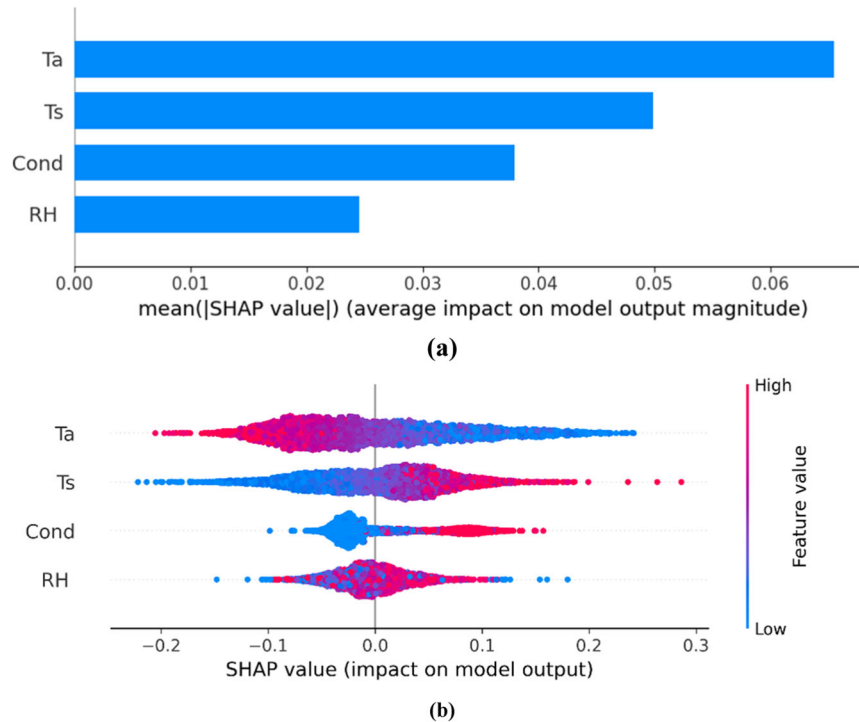 Ta
Ts
Cond
RH
0.00 0.01 0.02 0.03 0.04 0.05 0.06
mean(|SHAP value|) (average impact on model output magnitude)
(a)
High
Ta
Ts
Cond
RH
Feature value
Low
−0.2 −0.1 0.0 0.1 0.2 0.3
SHAP value (impact on model output)
(b)